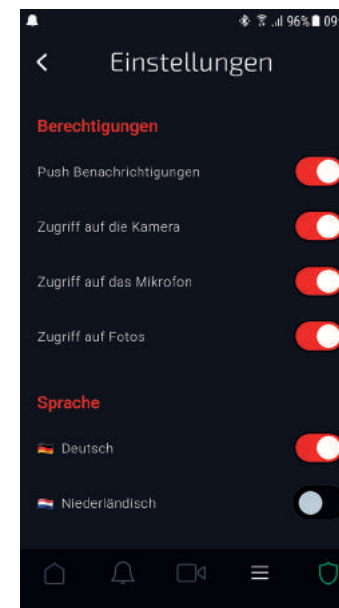 96% 09
Einstellungen
Berechtigungen
Push Benachrichtigungen
Zugriff auf die Kamera
Zugriff auf das Mikrofon
Zugriff auf Fotos
Sprache
Deutsch
Niederländisch